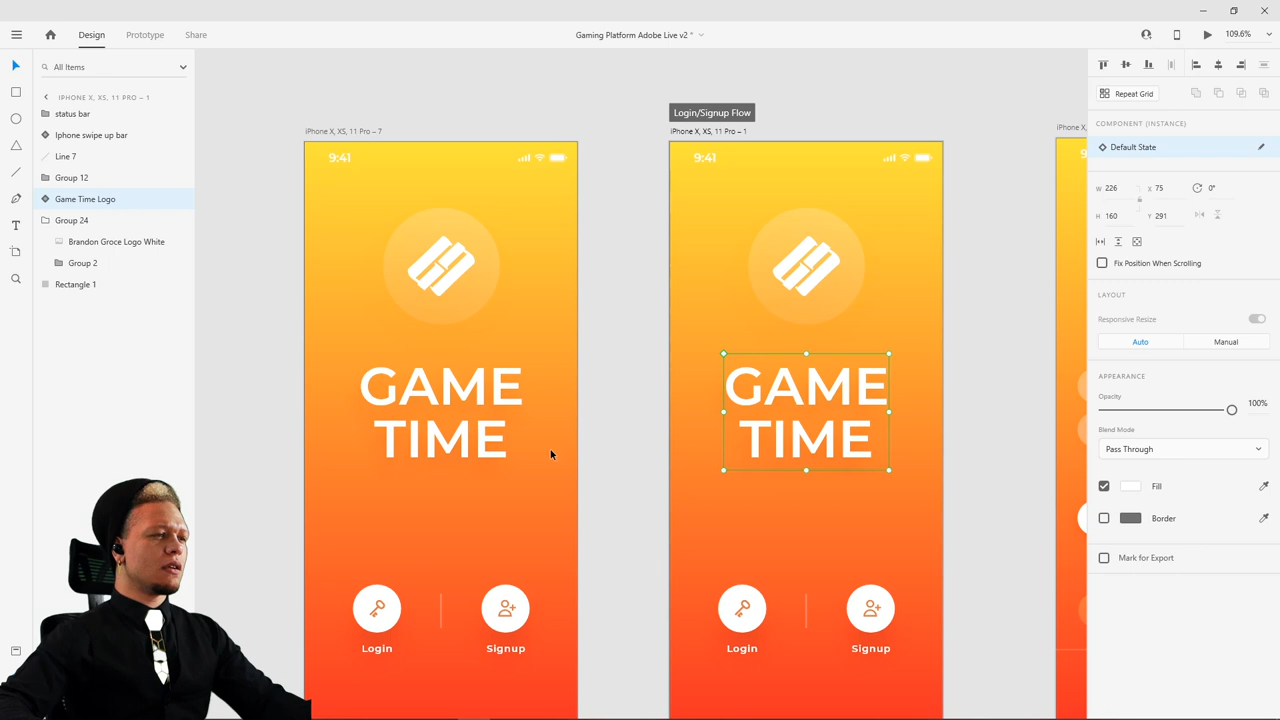 Design
Prototype
Share
Gaming Platform Adobe Live v2 *
109.6%
All Items
IPHONE X, XS, 11 PRO – 1
status bar
Iphone swipe up bar
Line 7
Group 12
Game Time Logo
Group 24
Brandon Groce Logo White
Group 2
Rectangle 1
iPhone X, XS, 11 Pro – 7
9:41
GAME
TIME
Login
Signup
Login/Signup Flow
iPhone X, XS, 11 Pro – 1
9:41
GAME
TIME
Login
Signup
iPhone X,
9
Repeat Grid
COMPONENT (INSTANCE)
Default State
W 226 X 75 0°
H 160 Y 291
Fix Position When Scrolling
LAYOUT
Responsive Resize
Auto Manual
APPEARANCE
Opacity
100%
Blend Mode
Pass Through
Fill
Border
Mark for Export